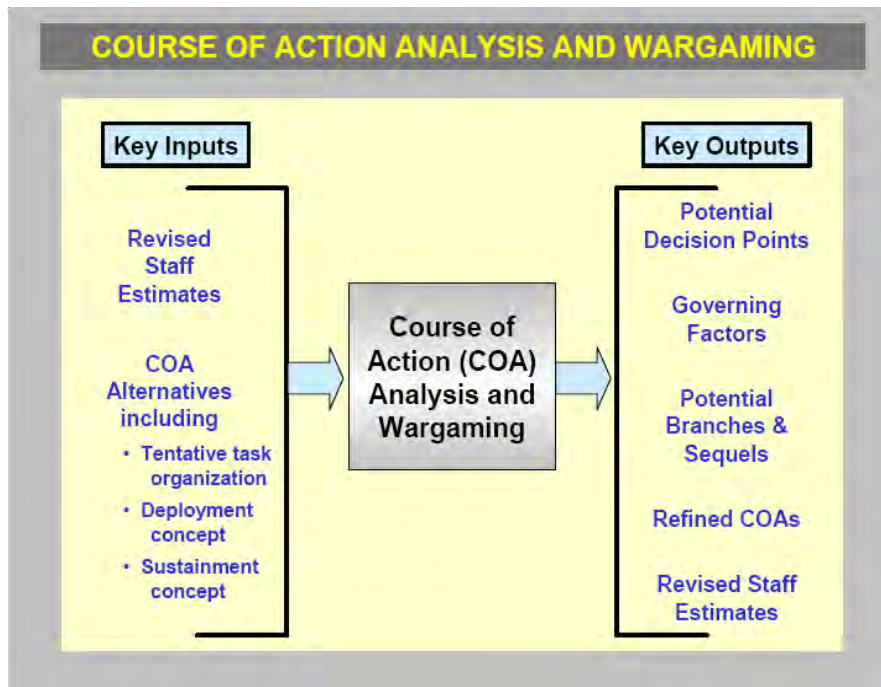 COURSE OF ACTION ANALYSIS AND WARGAMING
Key Inputs
Revised
Staff
Estimates
COA
Alternatives
including
• Tentative task
organization
• Deployment
concept
• Sustainment
concept
Course of
Action (COA)
Analysis and
Wargaming
Key Outputs
Potential
Decision Points
Governing
Factors
Potential
Branches &
Sequels
Refined COAs
Revised Staff
Estimates